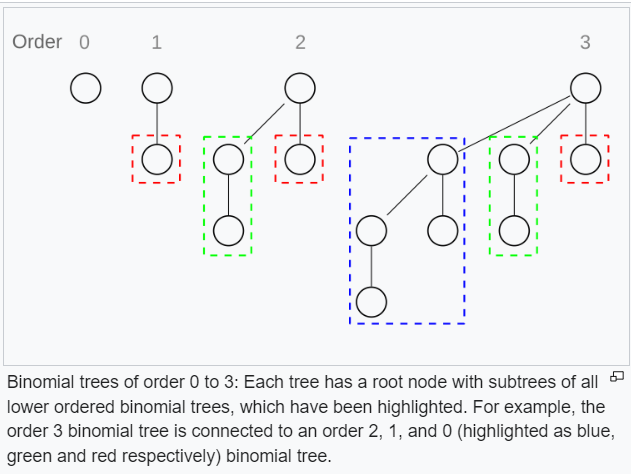 Order 0 1 2 3
Binomial trees of order 0 to 3: Each tree has a root node with subtrees of all
lower ordered binomial trees, which have been highlighted. For example, the
order 3 binomial tree is connected to an order 2, 1, and 0 (highlighted as blue,
green and red respectively) binomial tree.